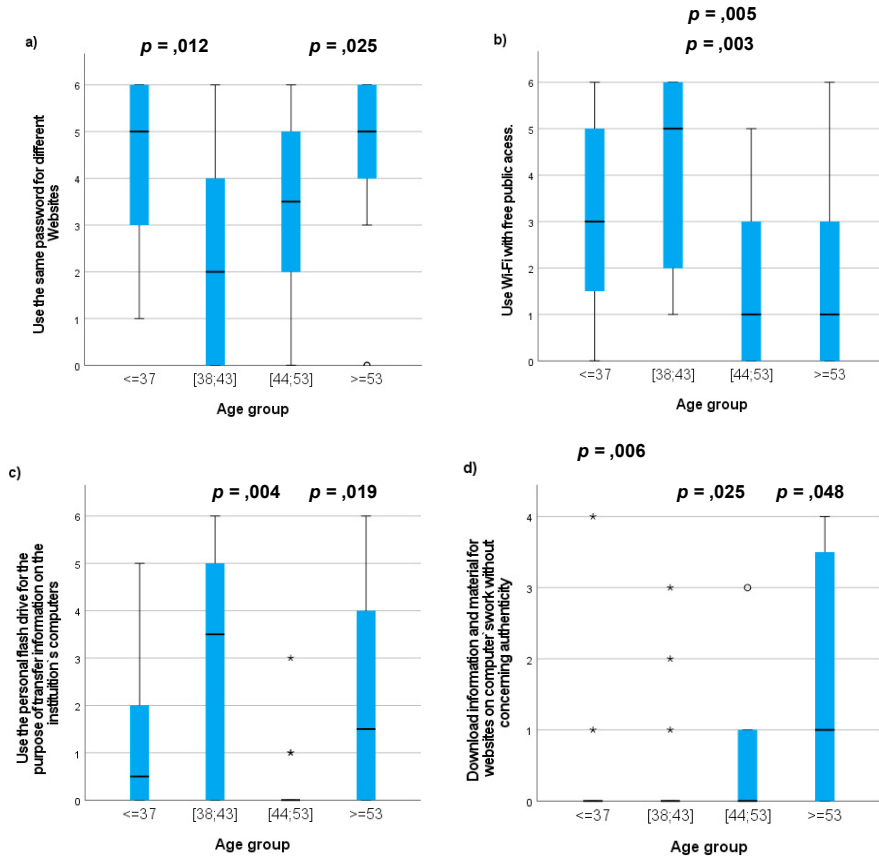 a)
p = ,012
p = ,025
Use the same password for different
Websites
6
5
4
3
2
1
0
<=37
[38;43]
[44;53]
>=53
Age group
p = ,005
b)
p = ,003
Use Wi-Fi with free public acess.
6
5
4
3
2
1
0
<=37
[38;43]
[44;53]
>=53
Age group
c)
p = ,004
p = ,019
Use the personal flash drive for the
purpose of transfer information on the
instituition`s computers
6
5
4
3
2
1
0
<=37
[38;43]
[44;53]
>=53
Age group
p = ,006
d)
p = ,025
p = ,048
Download information and material for
websites on computer`swork without
concerning authenticity
4
3
2
1
0
<=37
[38;43]
[44;53]
>=53
Age group